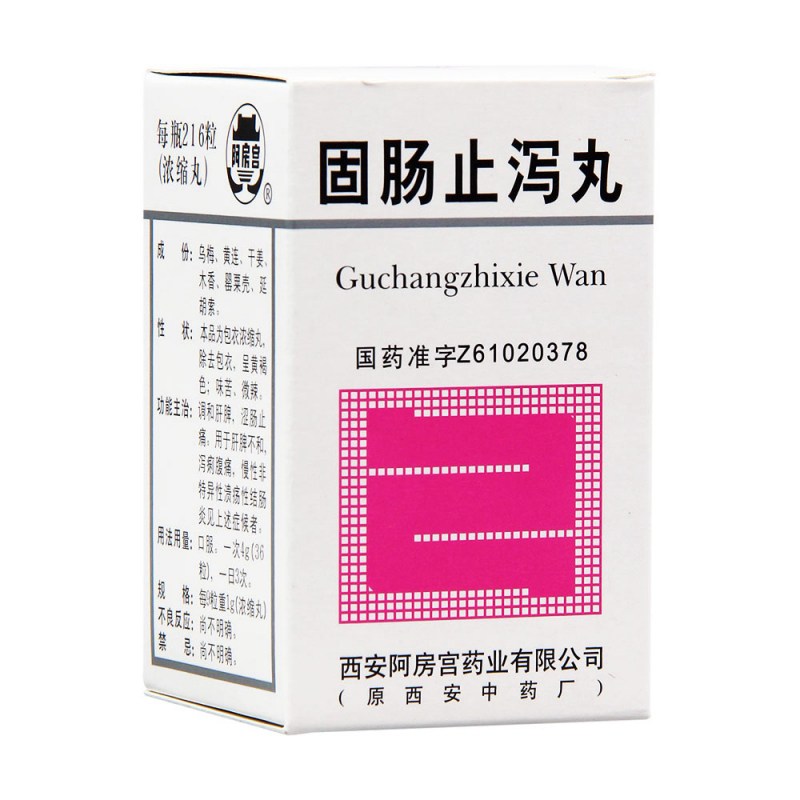 每瓶216粒
(浓缩丸)
阿房宫
®
成 份：乌梅、黄连、干姜、
木香、罂粟壳、延
胡索。
性 状：本品为包衣浓缩丸,
除去包衣，呈黄褐
色；味苦、微辣。
功能主治：调和肝脾，涩肠止
痛。用于肝脾不和，
泻痢腹痛，慢性非
特异性溃疡性结肠
炎见上述症候者。
用法用量：口服。一次4g(36
粒)，一日3次。
规 格：每9粒重1g(浓缩丸)
不良反应：尚不明确。
禁 忌：尚不明确。
固肠止泻丸
Guchangzhixie Wan
国药准字Z61020378
西安阿房宫药业有限公司
(原西安中药厂)